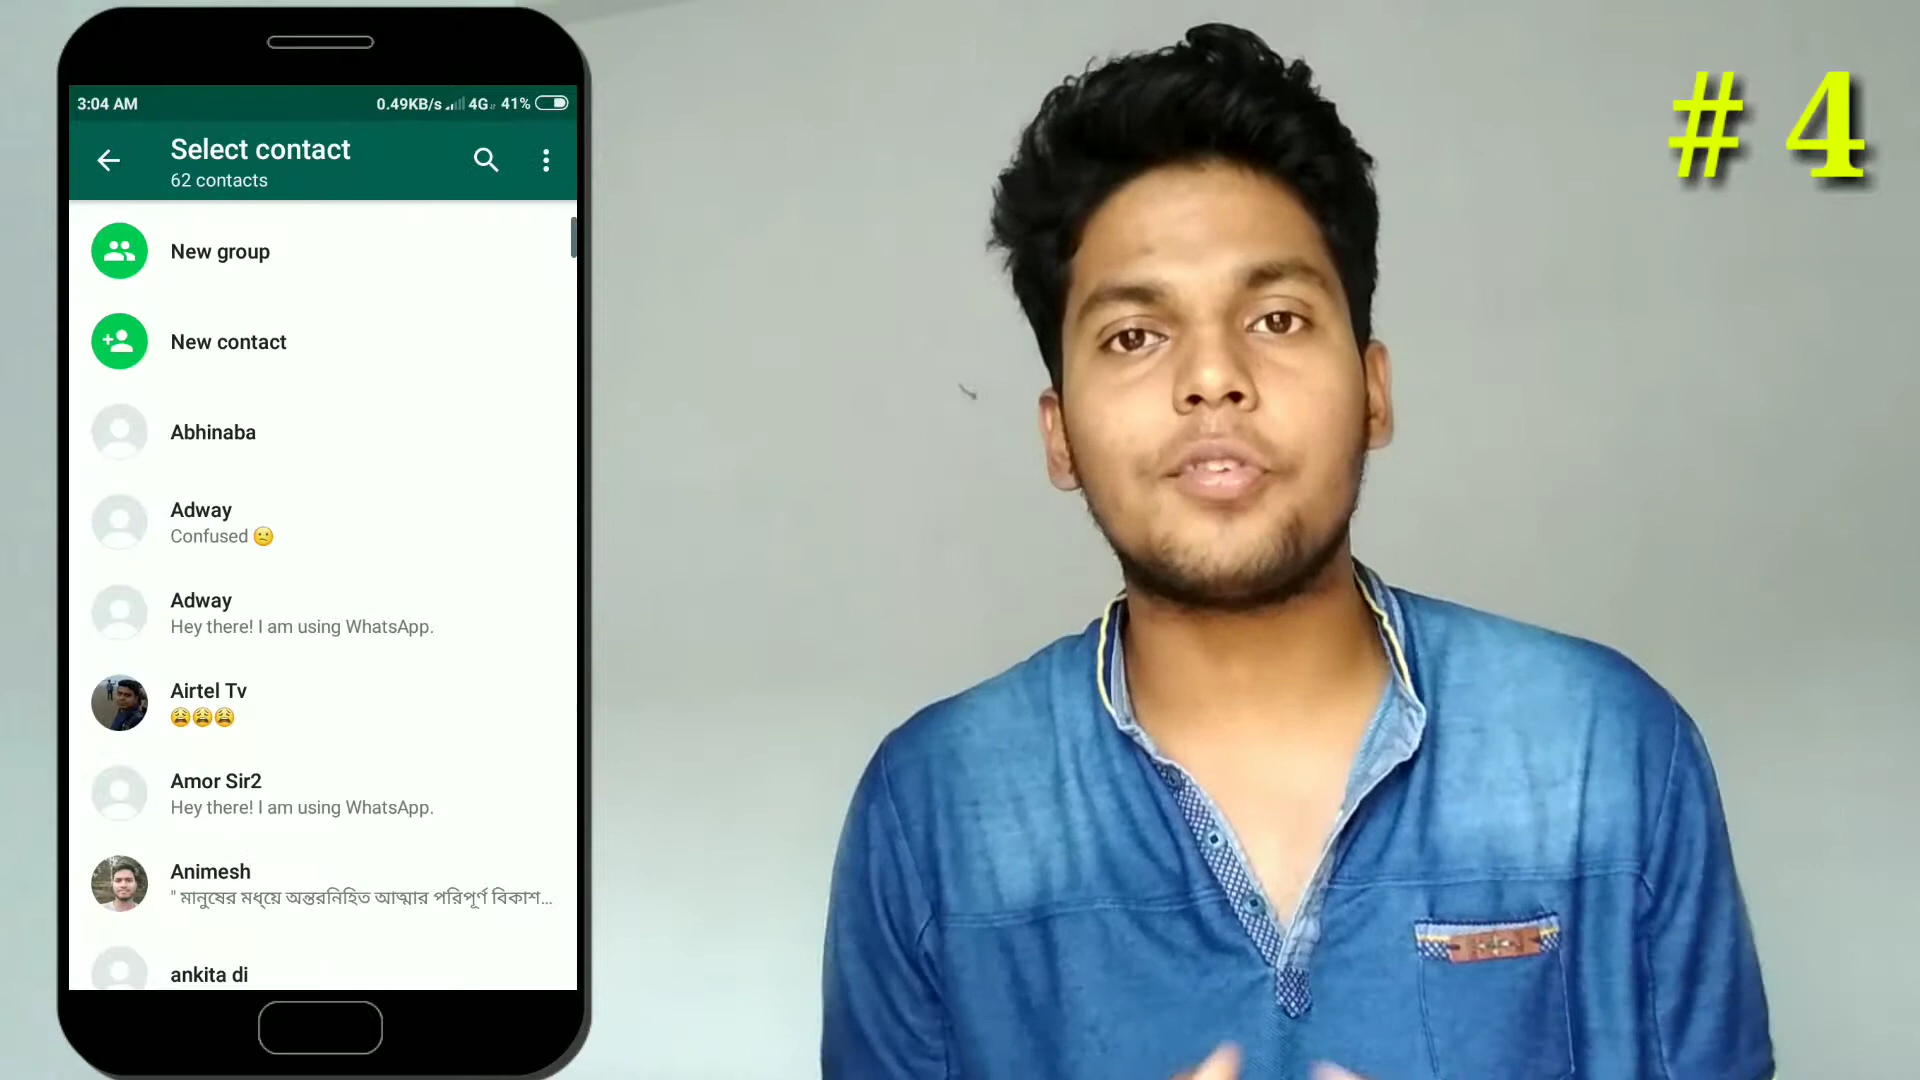 3:04 AM 0.49KB/s 4G 41%
Select contact
62 contacts
New group
New contact
Abhinaba
Adway
Confused 😕
Adway
Hey there! I am using WhatsApp.
Airtel Tv
😩😩😩
Amor Sir2
Hey there! I am using WhatsApp.
Animesh
" মানুষের মধ্য়ে অন্তরনিহিত আত্মার পরিপূর্ণ বিকাশ...
ankita di
# 4